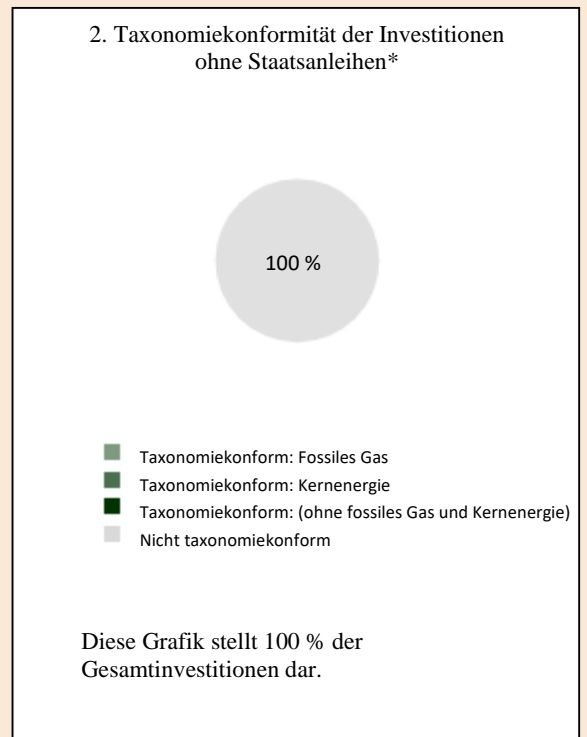 2. Taxonomiekonformität der Investitionen
ohne Staatsanleihen*
100 %
Taxonomiekonform: Fossiles Gas
Taxonomiekonform: Kernenergie
Taxonomiekonform: (ohne fossiles Gas und Kernenergie)
Nicht taxonomiekonform
Diese Grafik stellt 100 % der
Gesamtinvestitionen dar.